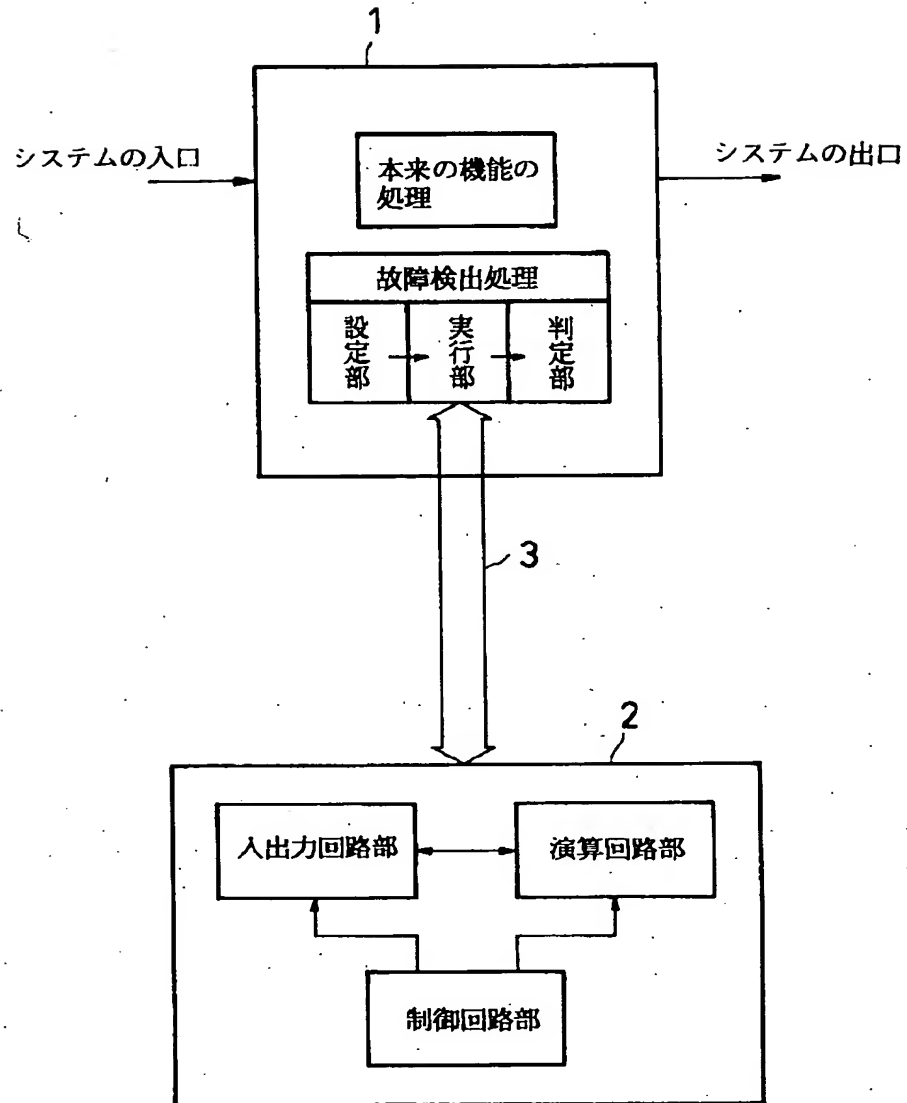 1
システムの入口
システムの出口
本来の機能の
処理
故障検出処理
設定部
実行部
判定部
3
2
入出力回路部
演算回路部
制御回路部